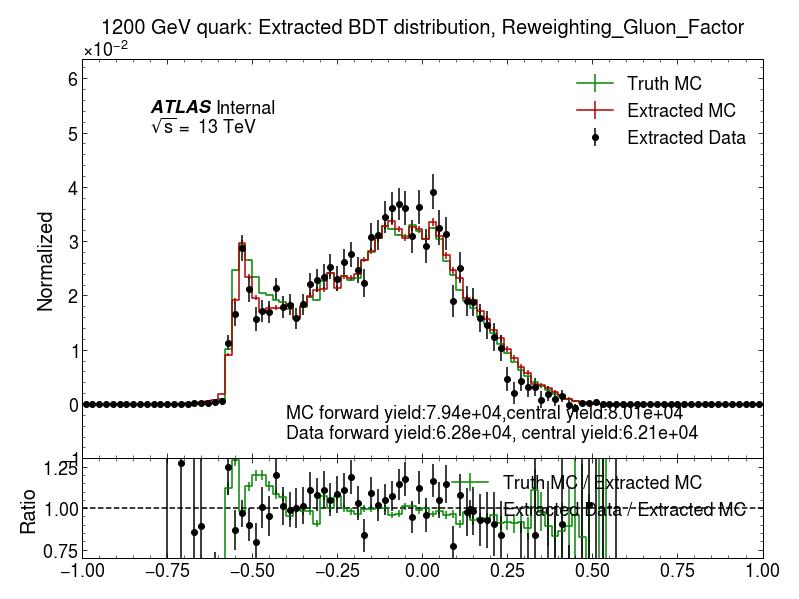 1200 GeV quark: Extracted BDT distribution, Reweighting_Gluon_Factor
×10⁻²
ATLAS Internal
√s = 13 TeV
Truth MC
Extracted MC
Extracted Data
Normalized
6
5
4
3
2
1
0
MC forward yield:7.94e+04,central yield:8.01e+04
Data forward yield:6.28e+04, central yield:6.21e+04
1
Ratio
1.25
1.00
0.75
Truth MC / Extracted MC
Extracted Data / Extracted MC
−1.00 −0.75 −0.50 −0.25 0.00 0.25 0.50 0.75 1.00